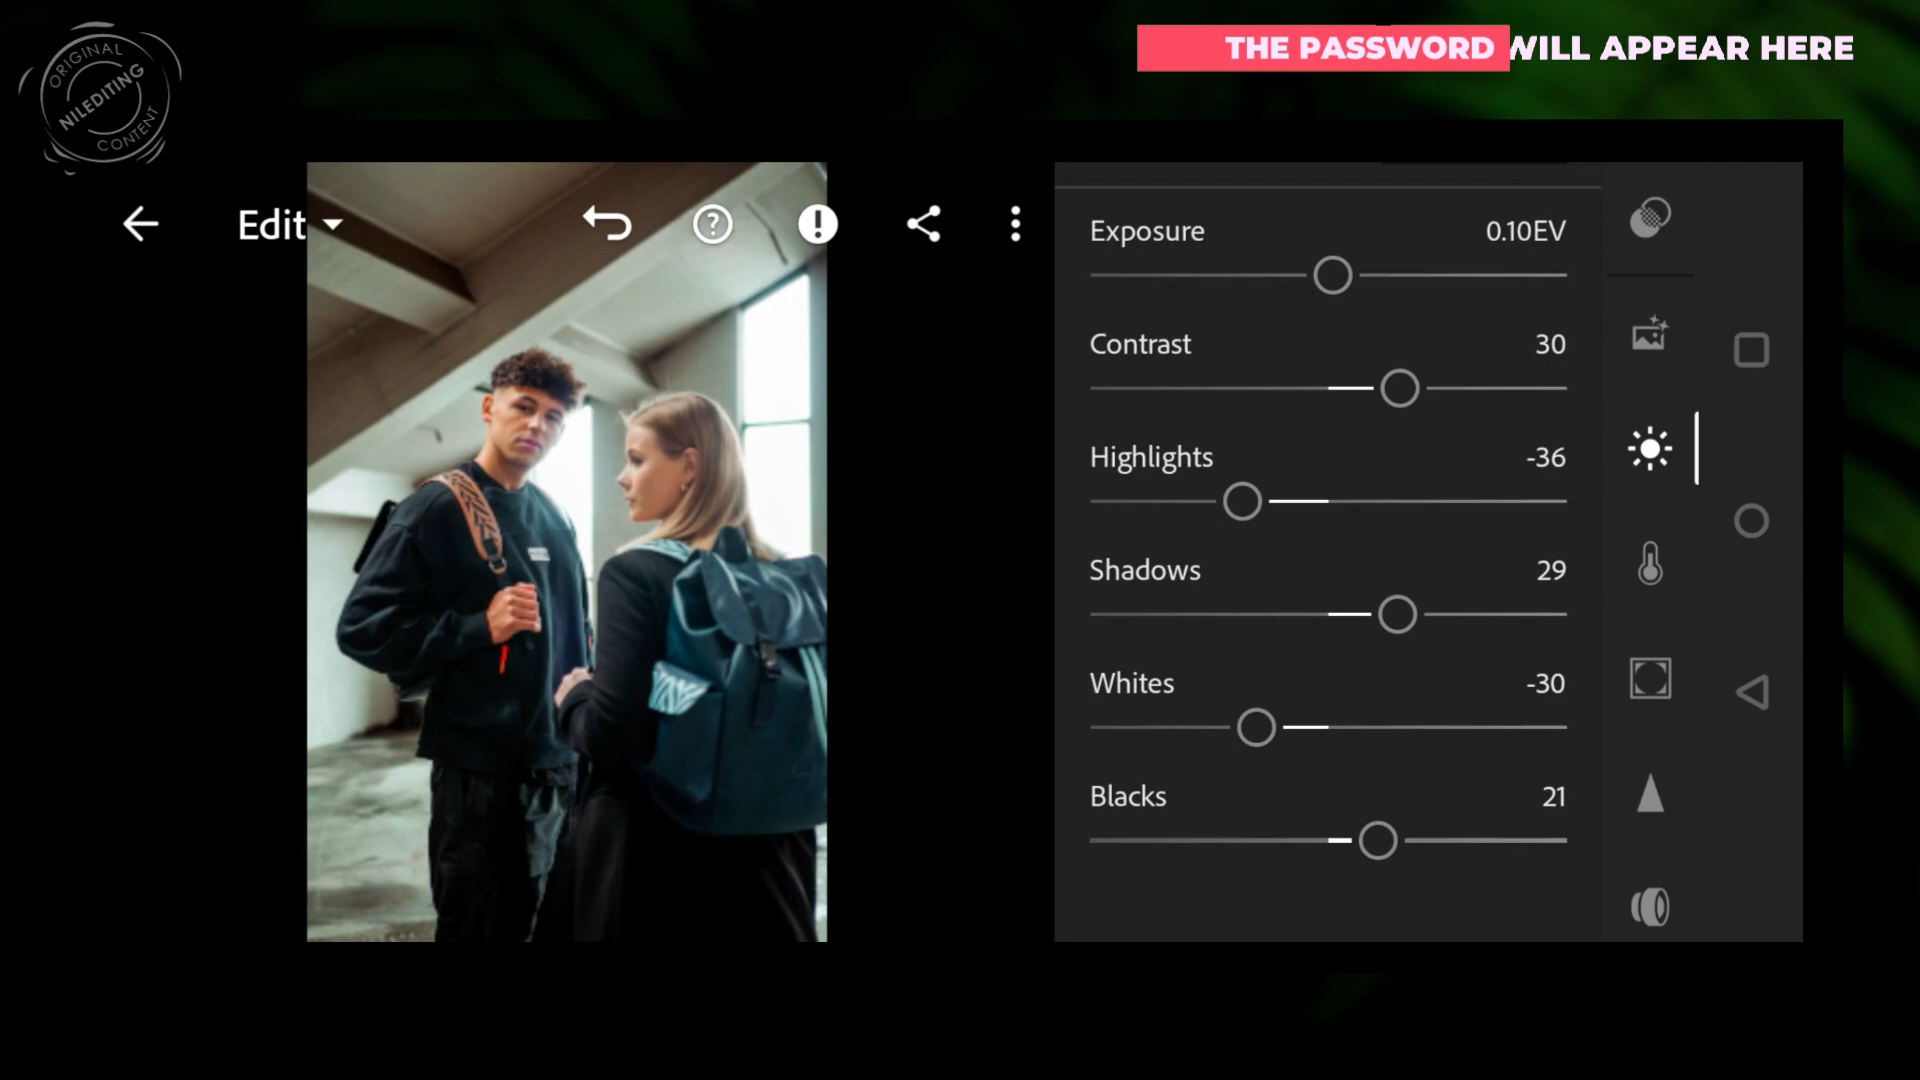 ORIGINAL
NILEDITING
CONTENT
THE PASSWORD WILL APPEAR HERE
Edit
Exposure 0.10EV
Contrast 30
Highlights -36
Shadows 29
Whites -30
Blacks 21